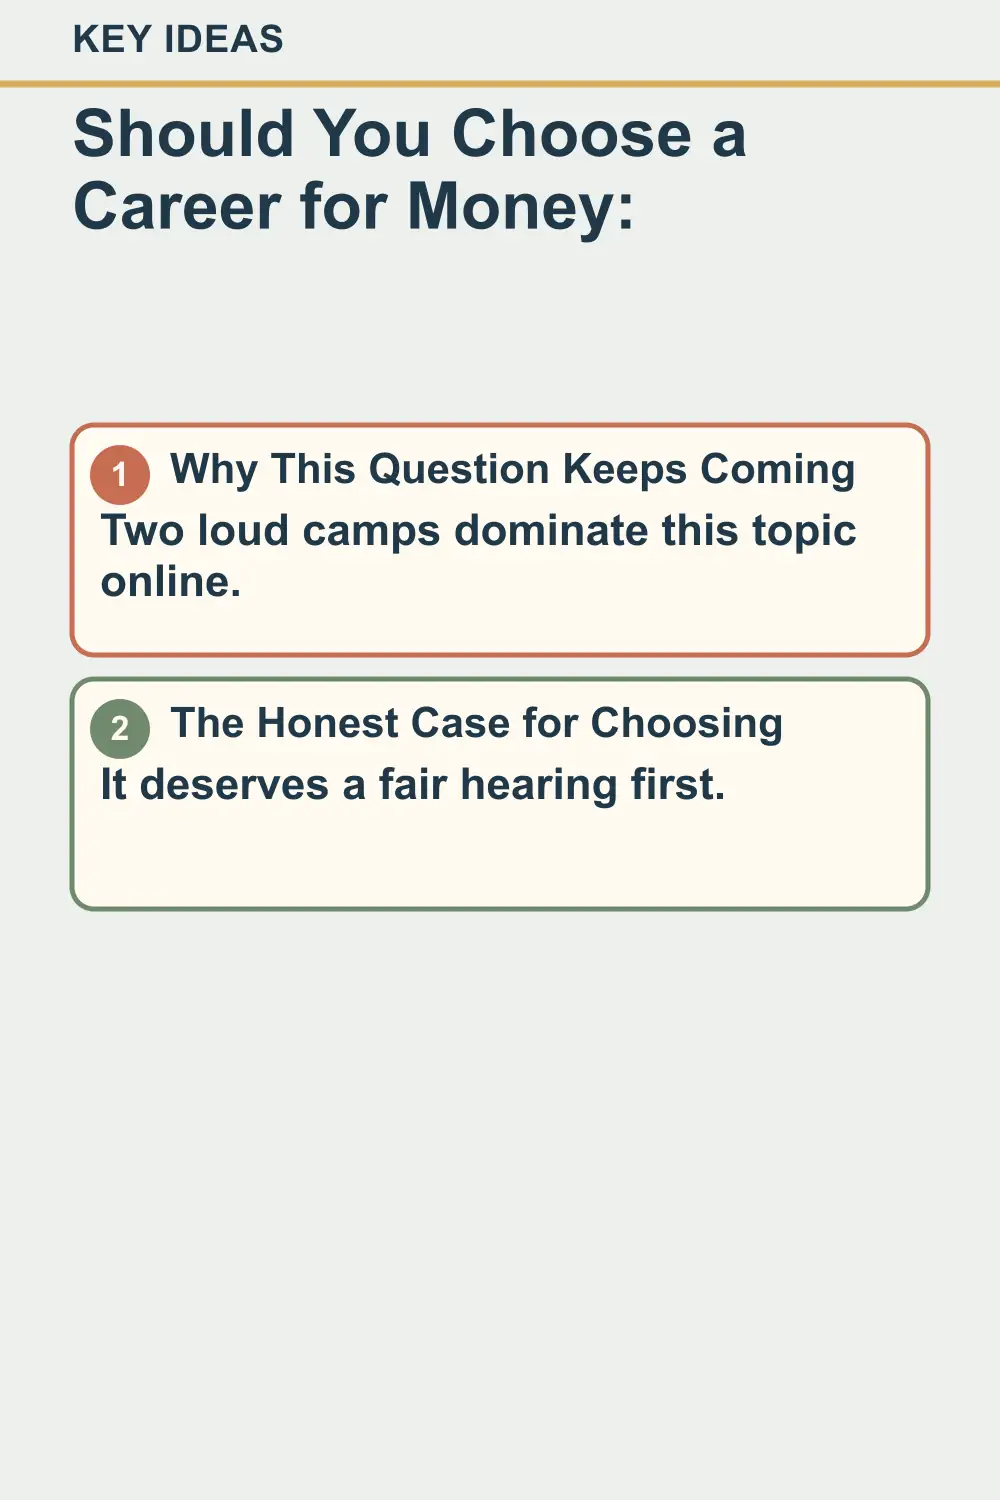 KEY IDEAS
Should You Choose a
Career for Money:
1 Why This Question Keeps Coming
Two loud camps dominate this topic
online.
2 The Honest Case for Choosing
It deserves a fair hearing first.